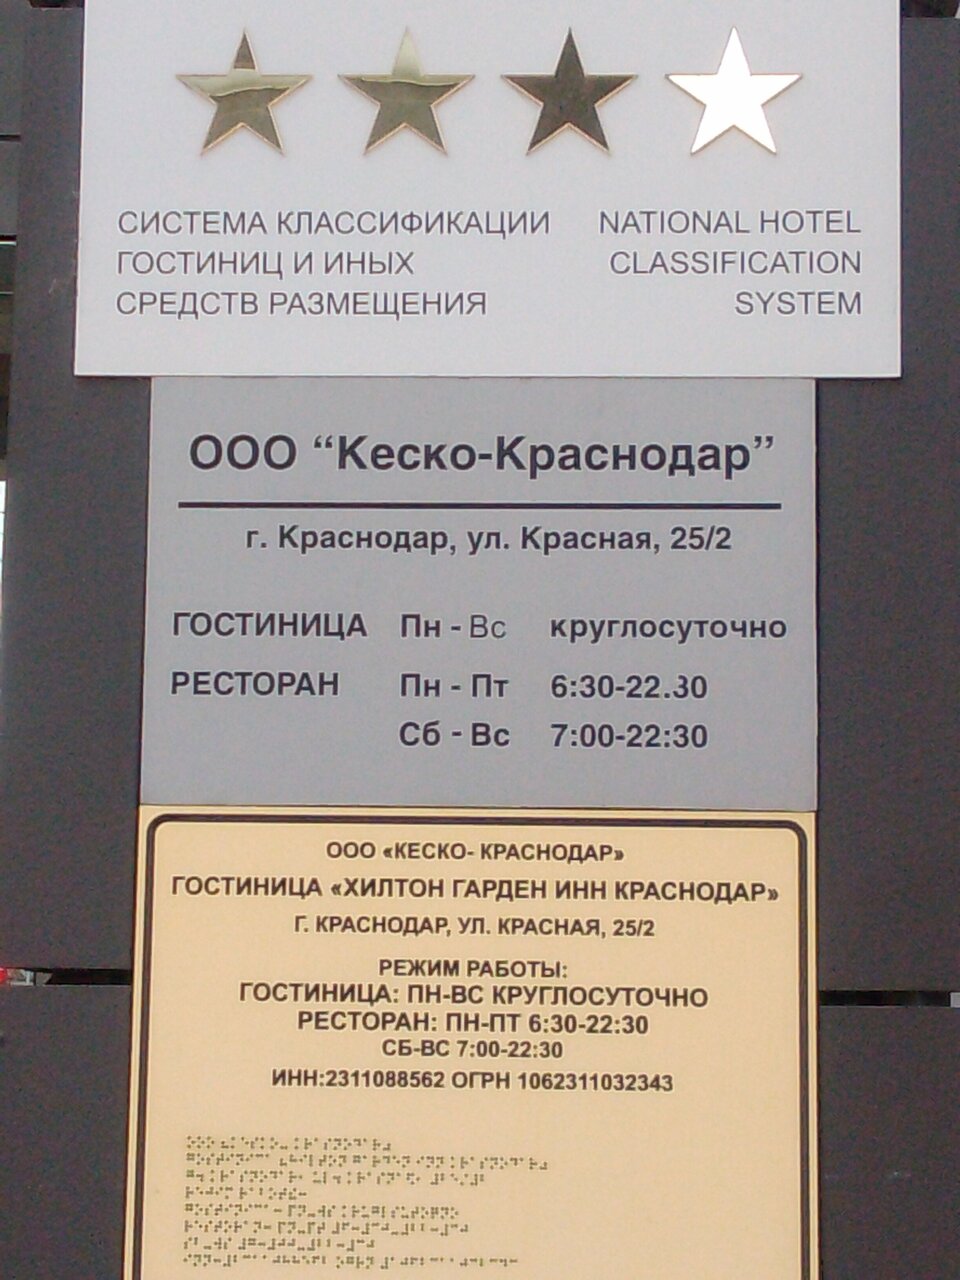 СИСТЕМА КЛАССИФИКАЦИИ
ГОСТИНИЦ И ИНЫХ
СРЕДСТВ РАЗМЕЩЕНИЯ
NATIONAL HOTEL
CLASSIFICATION
SYSTEM
ООО “Кеско-Краснодар”
г. Краснодар, ул. Красная, 25/2
ГОСТИНИЦА Пн - Вс круглосуточно
РЕСТОРАН Пн - Пт 6:30-22.30
Сб - Вс 7:00-22:30
ООО «КЕСКО- КРАСНОДАР»
ГОСТИНИЦА «ХИЛТОН ГАРДЕН ИНН КРАСНОДАР»
Г. КРАСНОДАР, УЛ. КРАСНАЯ, 25/2
РЕЖИМ РАБОТЫ:
ГОСТИНИЦА: ПН-ВС КРУГЛОСУТОЧНО
РЕСТОРАН: ПН-ПТ 6:30-22:30
СБ-ВС 7:00-22:30
ИНН:2311088562 ОГРН 1062311032343